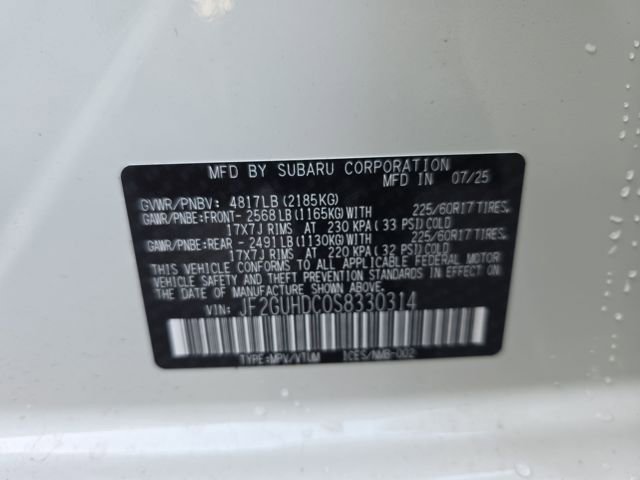 MFD BY SUBARU CORPORATION
MFD IN 07/25
GVWR/PNBV: 4817LB (2185KG)
GAWR/PNBE:FRONT- 2568LB (1165KG)WITH 225/60R17 TIRES.
17X7J RIMS AT 230 KPA (33 PSI) COLD
GAWR/PNBE:REAR - 2491LB (1130KG)WITH 225/60R17 TIRES.
17X7J RIMS AT 220 KPA (32 PSI) COLD
THIS VEHICLE CONFORMS TO ALL APPLICABLE FEDERAL MOTOR
VEHICLE SAFETY AND THEFT PREVENTION STANDARDS IN EFFECT
ON THE DATE OF MANUFACTURE SHOWN ABOVE.
VIN: JF2GUHDC0S8330314
TYPE:MPV/VTUM ICES/NMB-002